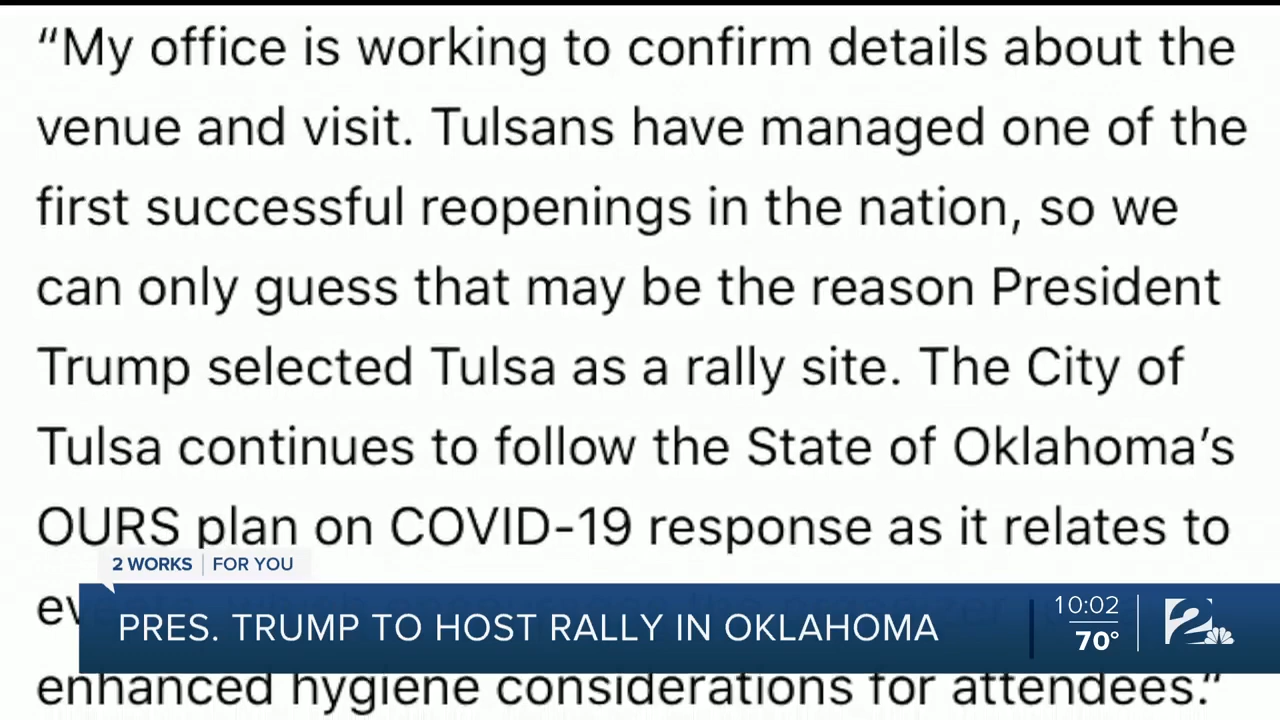 “My office is working to confirm details about the
venue and visit. Tulsans have managed one of the
first successful reopenings in the nation, so we
can only guess that may be the reason President
Trump selected Tulsa as a rally site. The City of
Tulsa continues to follow the State of Oklahoma’s
OURS plan on COVID-19 response as it relates to
2 WORKS FOR YOU
PRES. TRUMP TO HOST RALLY IN OKLAHOMA
10:02
70°
2
enhanced hygiene considerations for attendees.”